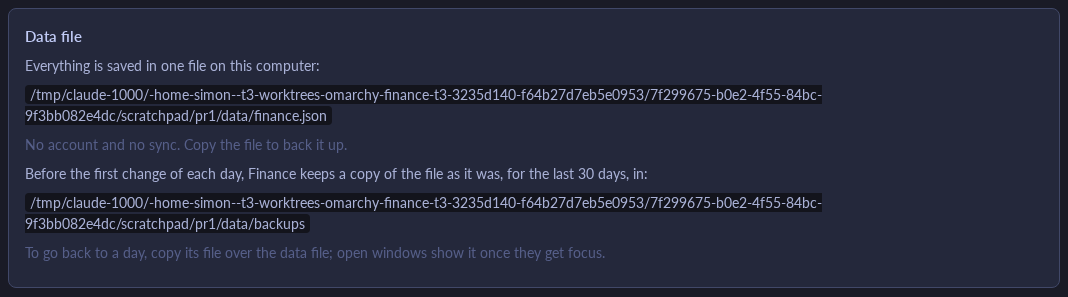 Data file
Everything is saved in one file on this computer:
/tmp/claude-1000/-home-simon--t3-worktrees-omarchy-finance-t3-3235d140-f64b27d7eb5e0953/7f299675-b0e2-4f55-84bc-
9f3bb082e4dc/scratchpad/pr1/data/finance.json
No account and no sync. Copy the file to back it up.
Before the first change of each day, Finance keeps a copy of the file as it was, for the last 30 days, in:
/tmp/claude-1000/-home-simon--t3-worktrees-omarchy-finance-t3-3235d140-f64b27d7eb5e0953/7f299675-b0e2-4f55-84bc-
9f3bb082e4dc/scratchpad/pr1/data/backups
To go back to a day, copy its file over the data file; open windows show it once they get focus.